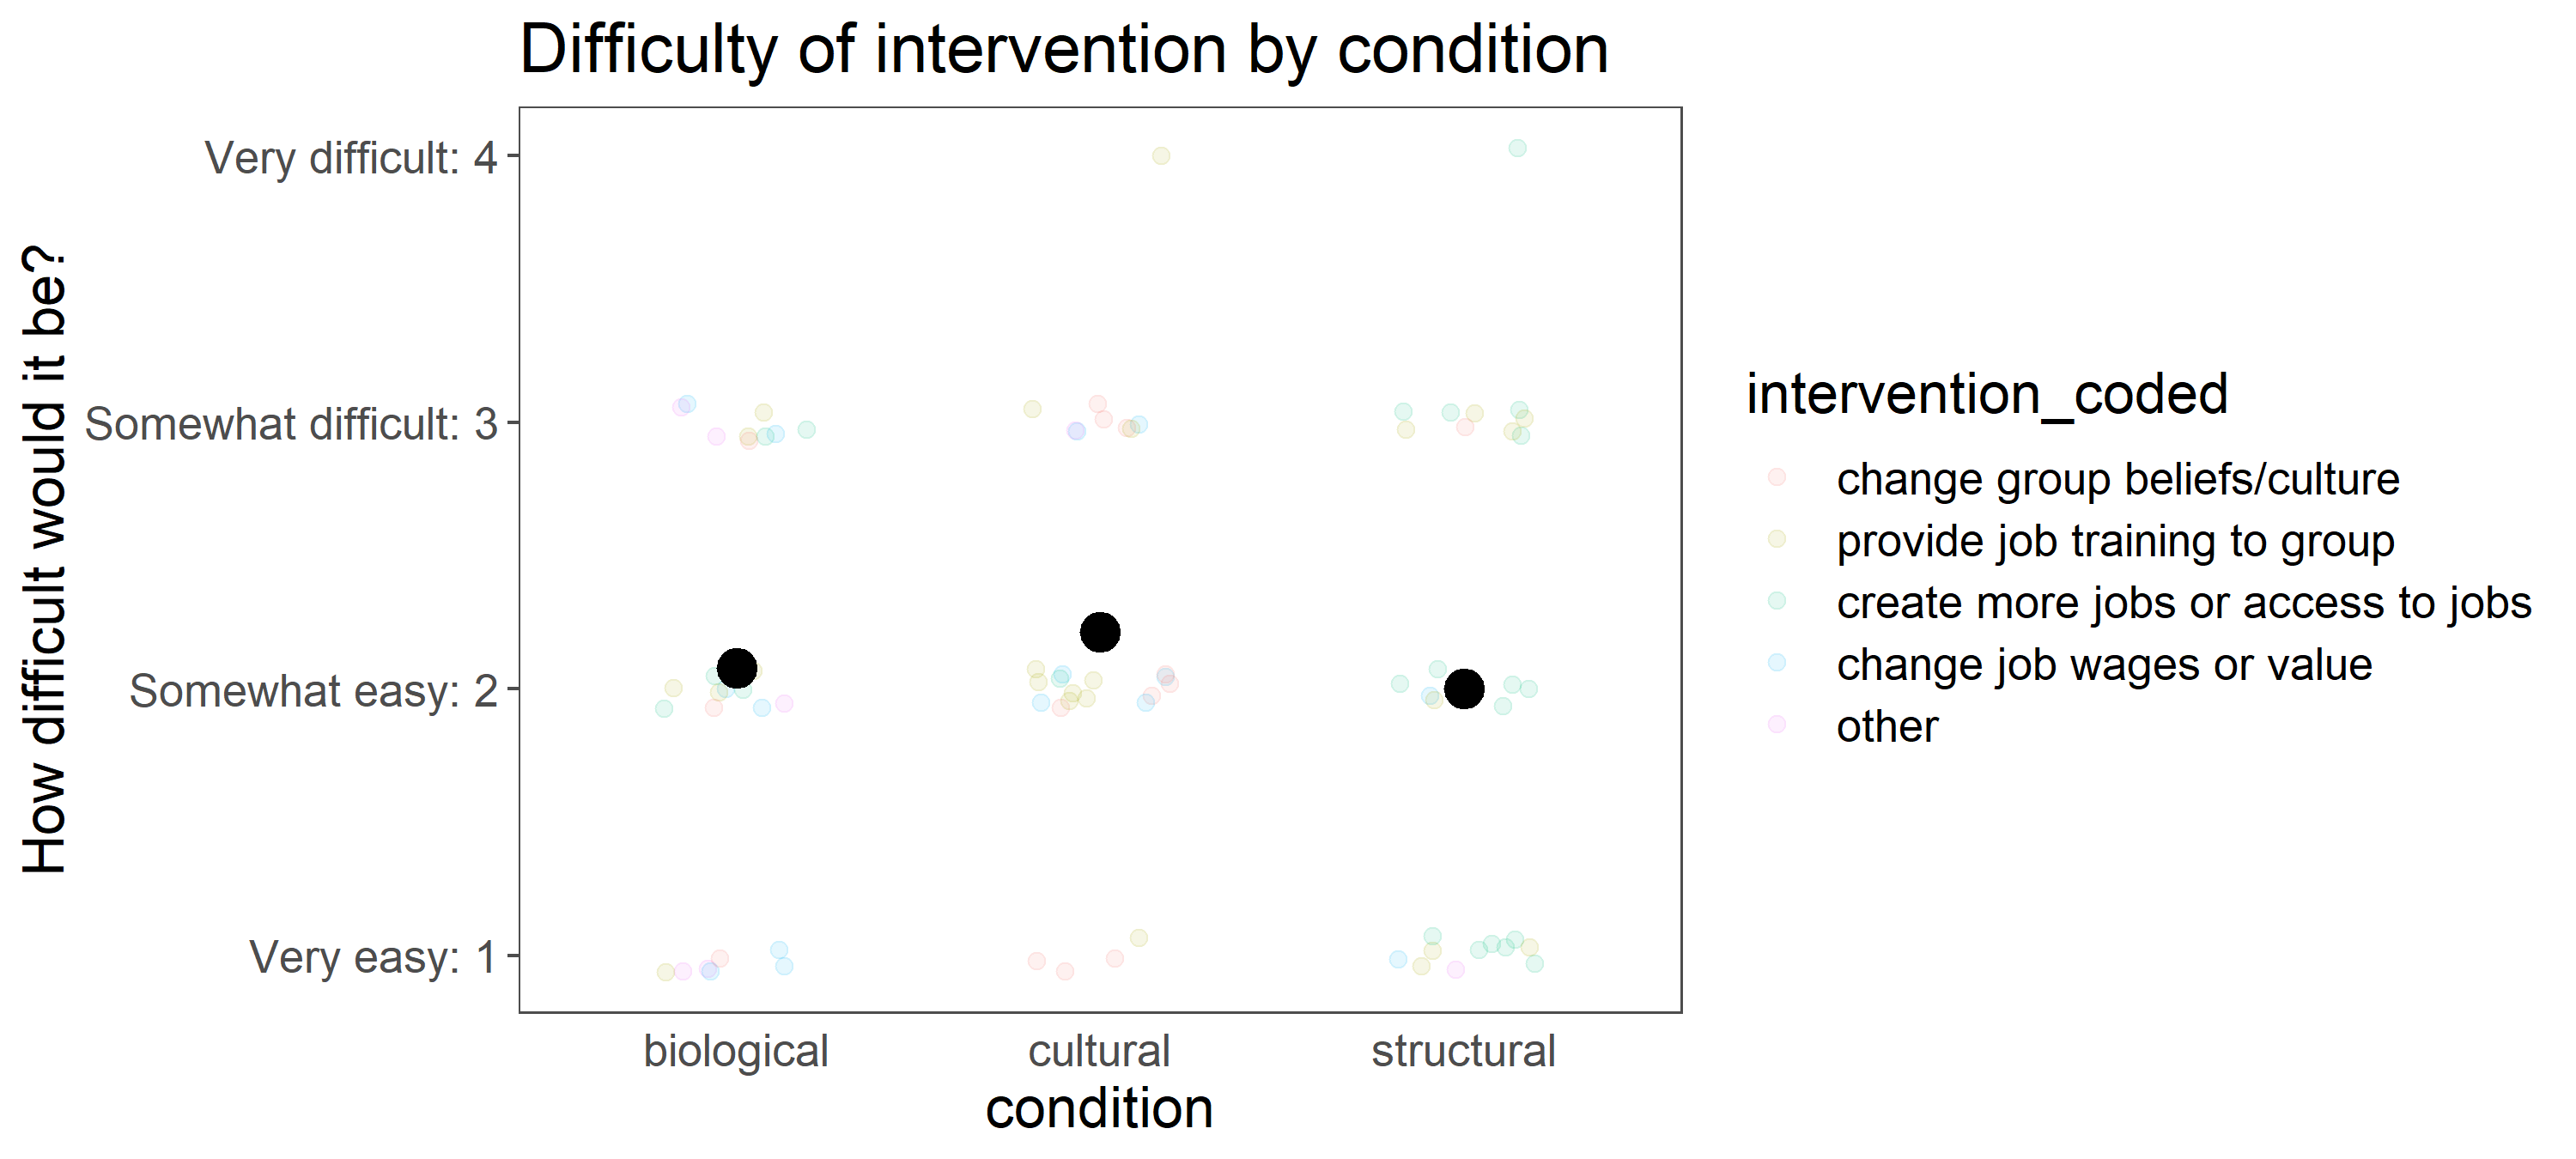 Difficulty of intervention by condition
How difficult would it be?
Very difficult: 4
Somewhat difficult: 3
Somewhat easy: 2
Very easy: 1
biological
cultural
structural
condition
intervention_coded
change group beliefs/culture
provide job training to group
create more jobs or access to jobs
change job wages or value
other